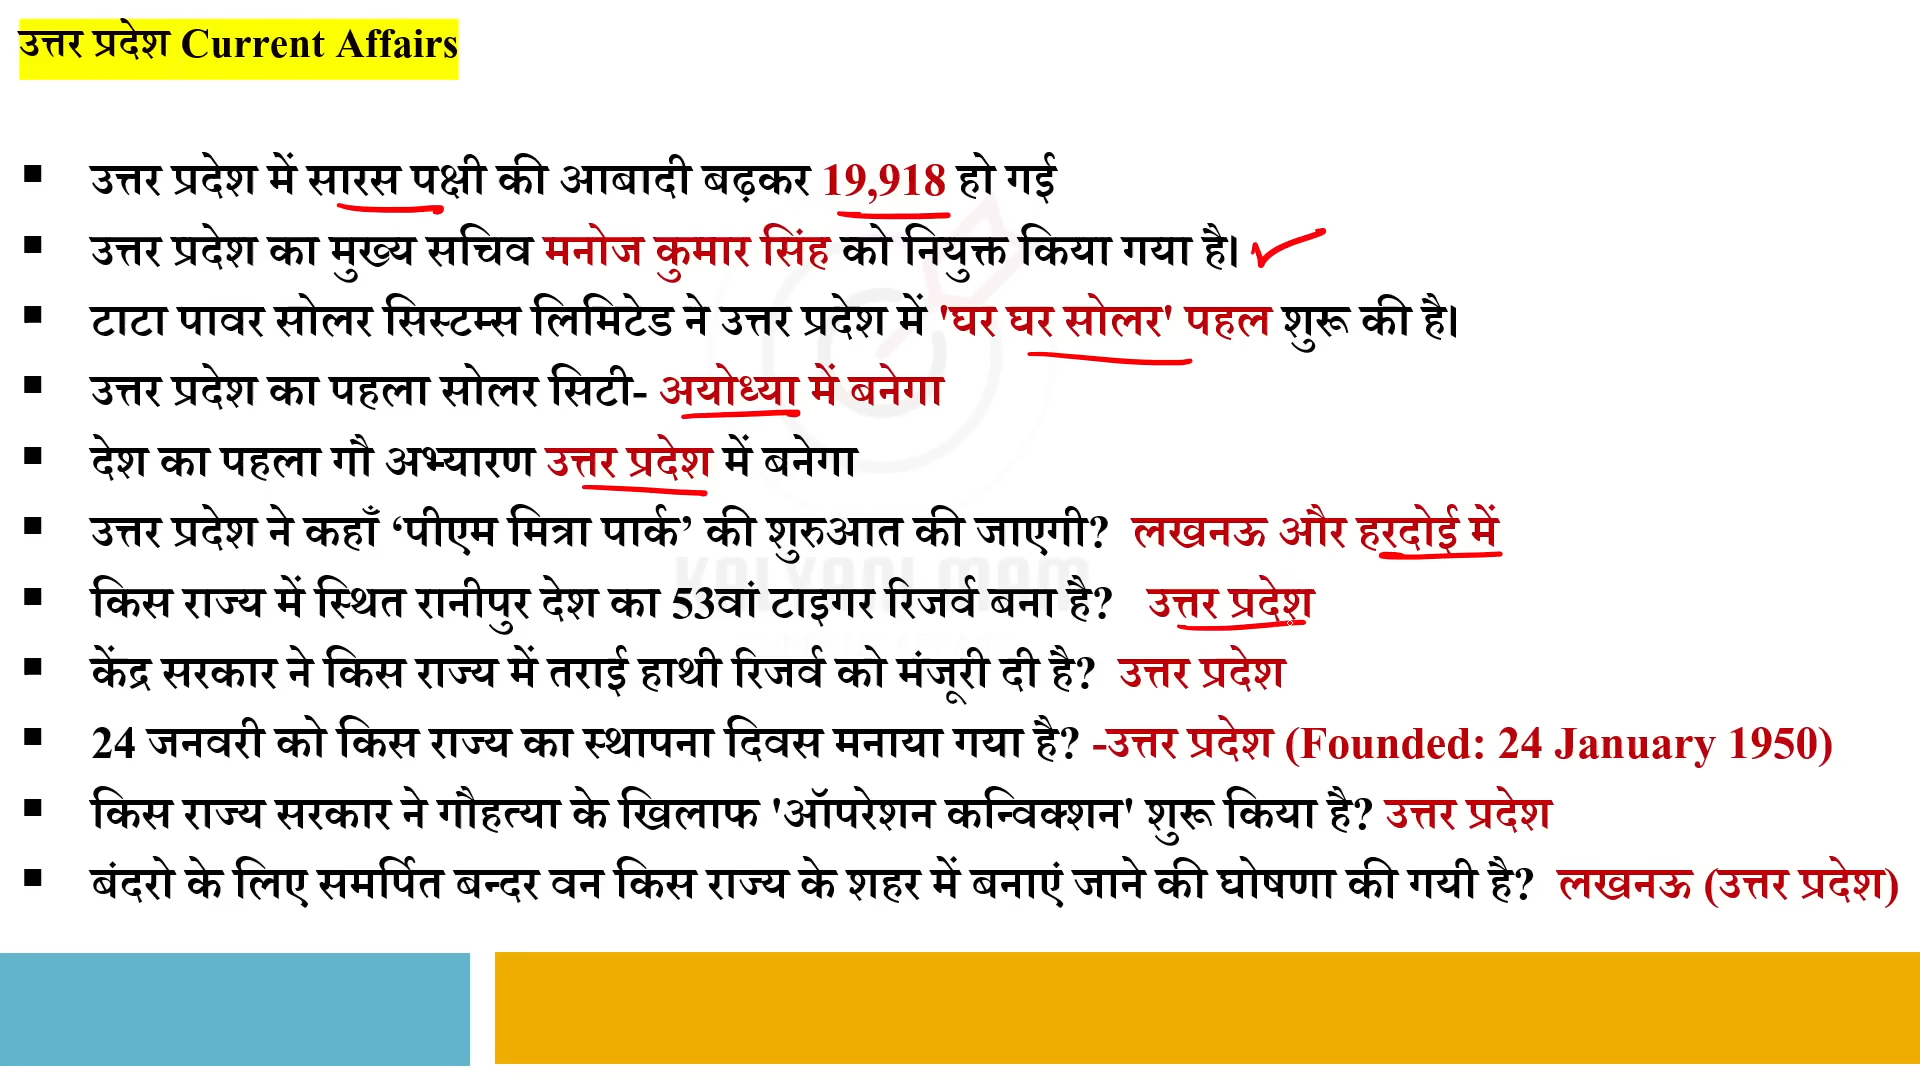 उत्तर प्रदेश Current Affairs
▪ उत्तर प्रदेश में सारस पक्षी की आबादी बढ़कर 19,918 हो गई
▪ उत्तर प्रदेश का मुख्य सचिव मनोज कुमार सिंह को नियुक्त किया गया है।
▪ टाटा पावर सोलर सिस्टम्स लिमिटेड ने उत्तर प्रदेश में 'घर घर सोलर' पहल शुरू की है।
▪ उत्तर प्रदेश का पहला सोलर सिटी- अयोध्या में बनेगा
▪ देश का पहला गौ अभ्यारण उत्तर प्रदेश में बनेगा
▪ उत्तर प्रदेश ने कहाँ ‘पीएम मित्रा पार्क’ की शुरुआत की जाएगी? लखनऊ और हरदोई में
KALYANI MAM
▪ किस राज्य में स्थित रानीपुर देश का 53वां टाइगर रिजर्व बना है? उत्तर प्रदेश
▪ केंद्र सरकार ने किस राज्य में तराई हाथी रिजर्व को मंजूरी दी है? उत्तर प्रदेश
▪ 24 जनवरी को किस राज्य का स्थापना दिवस मनाया गया है? -उत्तर प्रदेश (Founded: 24 January 1950)
▪ किस राज्य सरकार ने गौहत्या के खिलाफ 'ऑपरेशन कन्विक्शन' शुरू किया है? उत्तर प्रदेश
▪ बंदरो के लिए समर्पित बन्दर वन किस राज्य के शहर में बनाएं जाने की घोषणा की गयी है? लखनऊ (उत्तर प्रदेश)